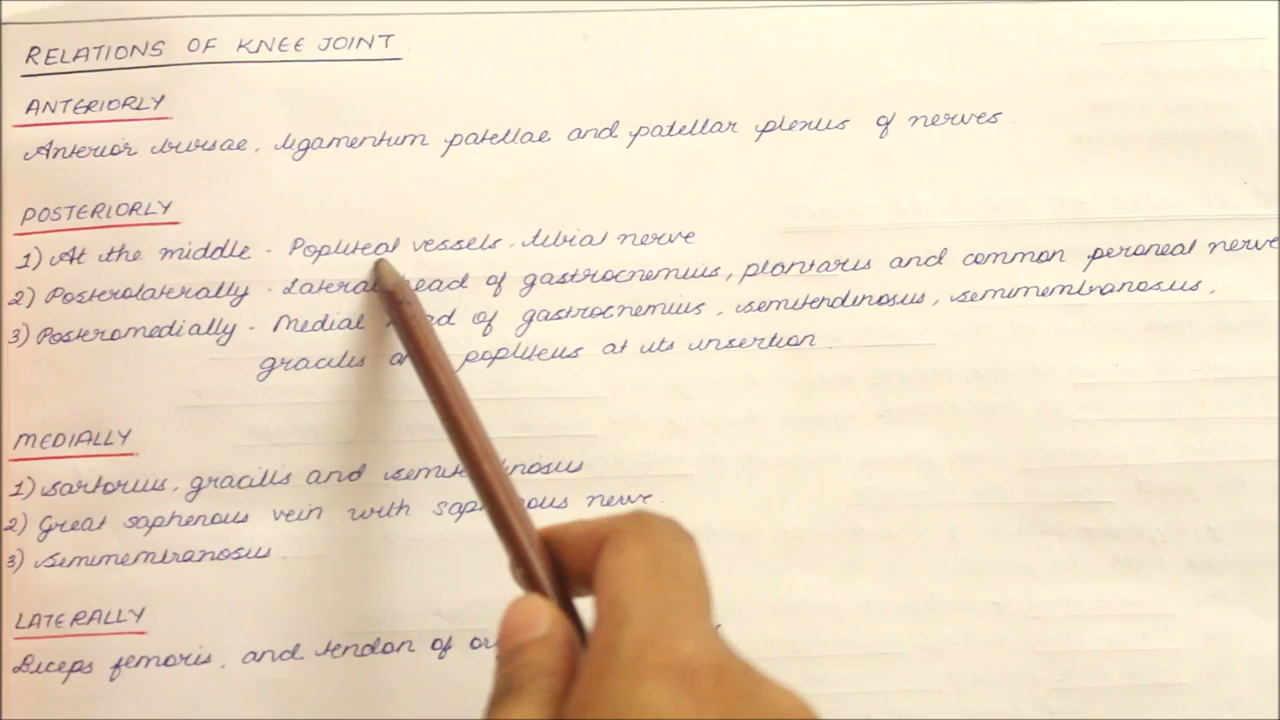 RELATIONS OF KNEE JOINT
ANTERIORLY
Anterior bursae, ligamentum patellae and patellar plexus of nerves.
POSTERIORLY
1) At the middle - Popliteal vessels, tibial nerve
2) Posterolaterally - Lateral head of gastrocnemius, plantaris and common peroneal nerve
3) Posteromedially - Medial head of gastrocnemius, semitendinosus, semimembranosus,
gracilis and popliteus at its insertion.
MEDIALLY
1) Sartorius, gracilis and semitendinosus
2) Great saphenous vein with saphenous nerve.
3) Semimembranosus.
LATERALLY
Biceps femoris, and tendon of